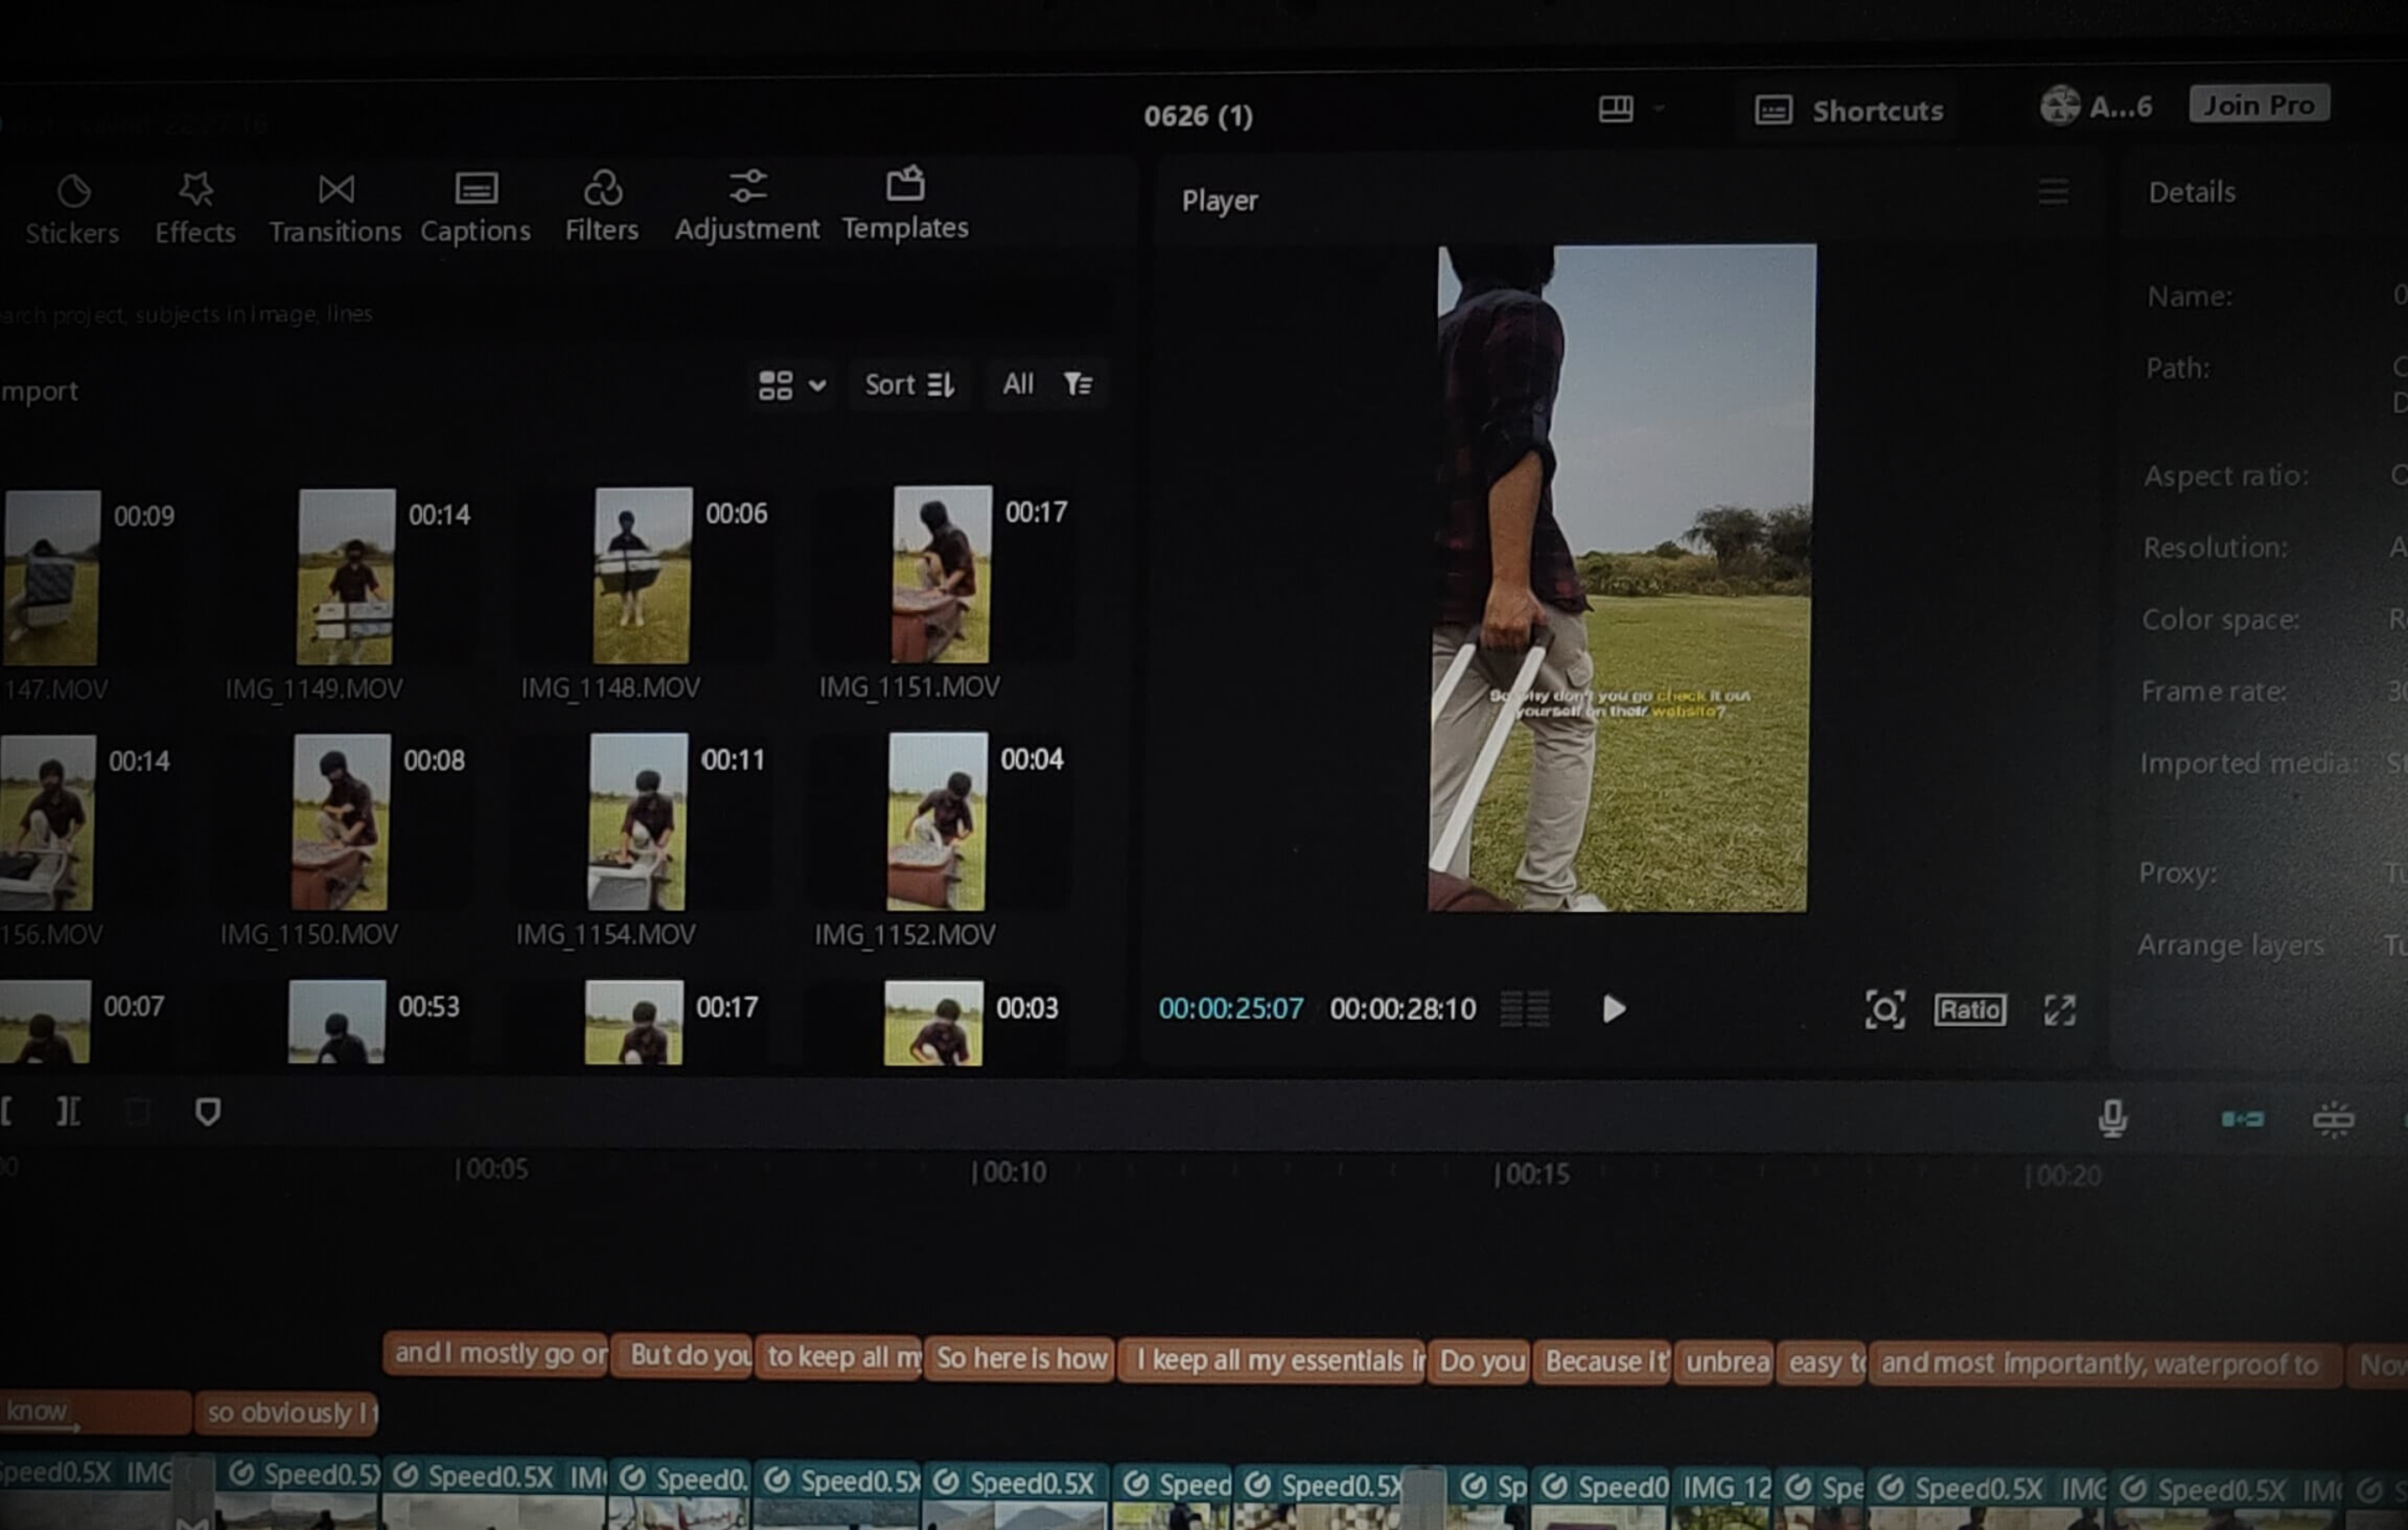 0626 (1)
Shortcuts
A...6
Join Pro
Stickers
Effects
Transitions
Captions
Filters
Adjustment
Templates
Player
Details
project, subjects in Image, lines
Sort
All
Name:
Path:
Aspect ratio:
Resolution:
Color space:
Frame rate:
Imported media:
Proxy:
Arrange layers
00:09
00:14
00:06
00:17
147.MOV
IMG_1149.MOV
IMG_1148.MOV
IMG_1151.MOV
00:14
00:08
00:11
00:04
156.MOV
IMG_1150.MOV
IMG_1154.MOV
IMG_1152.MOV
00:07
00:53
00:17
00:03
So why don't you go check it out
yourself on their website?
00:00:25:07
00:00:28:10
Ratio
00:05
00:10
00:15
00:20
and I mostly go or
But do you
to keep all my
So here is how
I keep all my essentials in
Do you
Because it'
unbrea
easy to
and most importantly, waterproof to
Now
know
so obviously I
Speed0.5X IMG
Speed0.5X
Speed0.5X IM
Speed0.
Speed0.5X
Speed0.5X
Speed
Speed0.5X
Sp
Speed0
IMG_12
Spe
Speed0.5X IMG
Speed0.5X IM